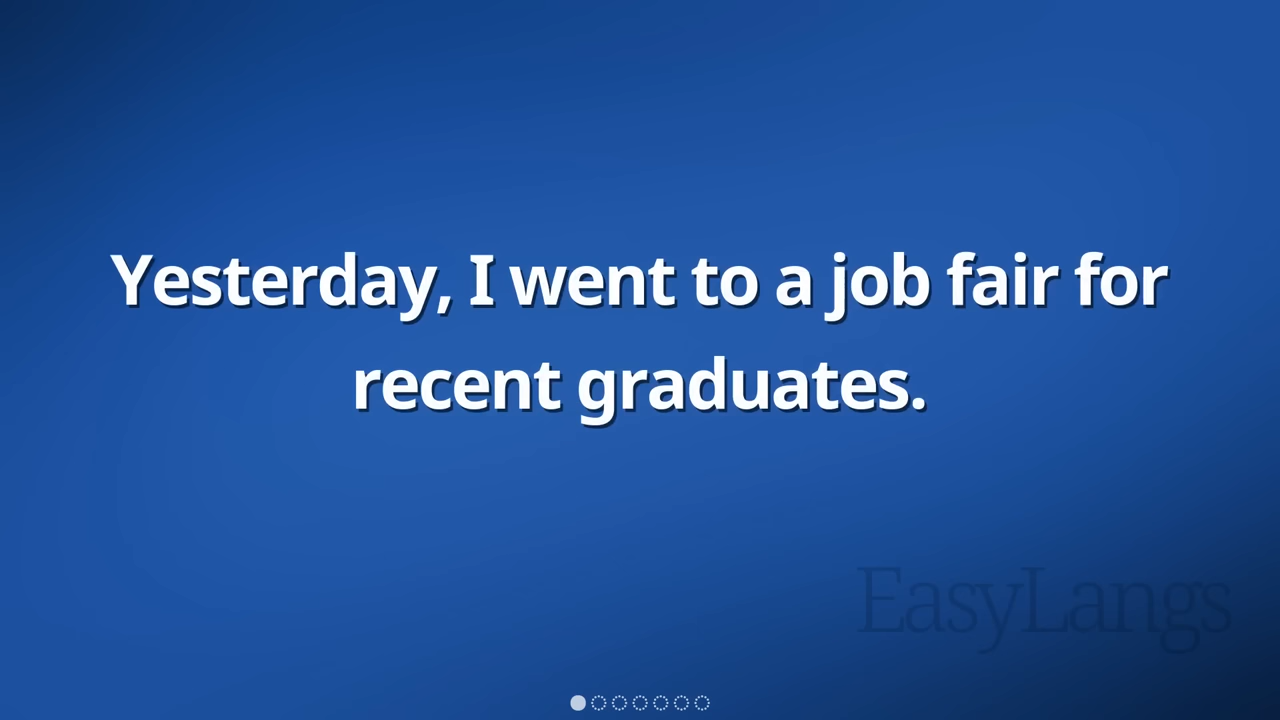 Yesterday, I went to a job fair for
recent graduates.
EasyLangs